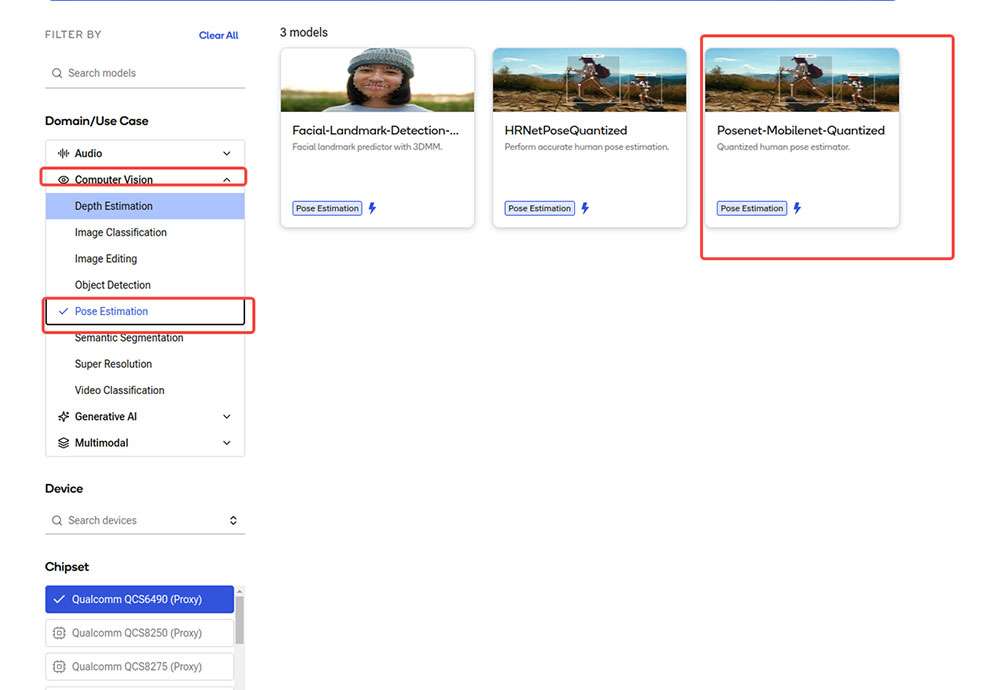 FILTER BY
Clear All
Search models
Domain/Use Case
Audio
Computer Vision
Depth Estimation
Image Classification
Image Editing
Object Detection
Pose Estimation
Semantic Segmentation
Super Resolution
Video Classification
Generative AI
Multimodal
Device
Search devices
Chipset
Qualcomm QCS6490 (Proxy)
Qualcomm QCS8250 (Proxy)
Qualcomm QCS8275 (Proxy)
3 models
Facial-Landmark-Detection-...
Facial landmark predictor with 3DMM.
Pose Estimation
HRNetPoseQuantized
Perform accurate human pose estimation.
Pose Estimation
Posenet-Mobilenet-Quantized
Quantized human pose estimator.
Pose Estimation